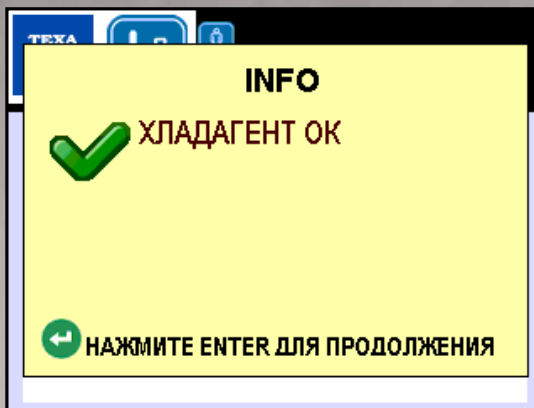 TEXA
INFO
ХЛАДАГЕНТ ОК
НАЖМИТЕ ENTER ДЛЯ ПРОДОЛЖЕНИЯ